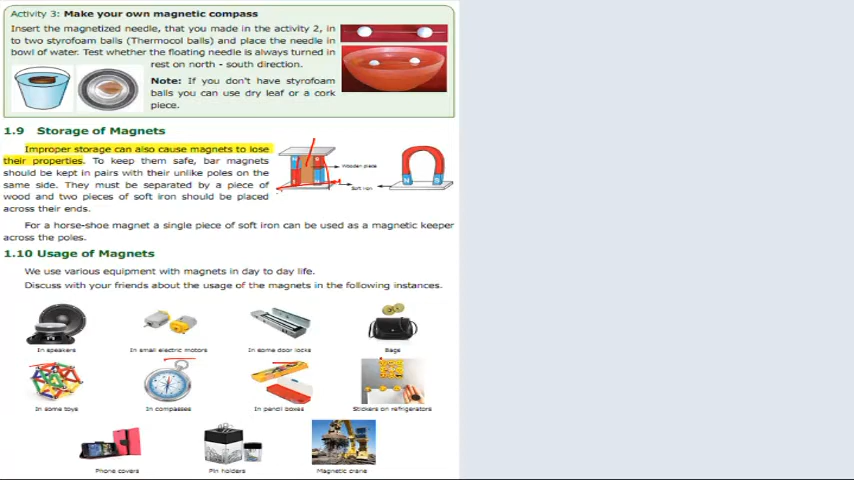 Activity 3: Make your own magnetic compass
Insert the magnetized needle, that you made in the activity 2, in
to two styrofoam balls (Thermocol balls) and place the needle in
bowl of water. Test whether the floating needle is always turned in
rest on north - south direction.
Note: If you don't have styrofoam
balls you can use dry leaf or a cork
piece.
1.9 Storage of Magnets
Improper storage can also cause magnets to lose
their properties. To keep them safe, bar magnets
should be kept in pairs with their unlike poles on the
same side. They must be separated by a piece of
wood and two pieces of soft iron should be placed
across their ends.
Wooden piece
Soft iron
For a horse-shoe magnet a single piece of soft iron can be used as a magnetic keeper
across the poles.
1.10 Usage of Magnets
We use various equipment with magnets in day to day life.
Discuss with your friends about the usage of the magnets in the following instances.
In speakers
In small electric motors
In some door locks
Bags
In some toys
In compasses
In pencil boxes
Stickers on refrigerators
Phone covers
Pin holders
Magnetic crane